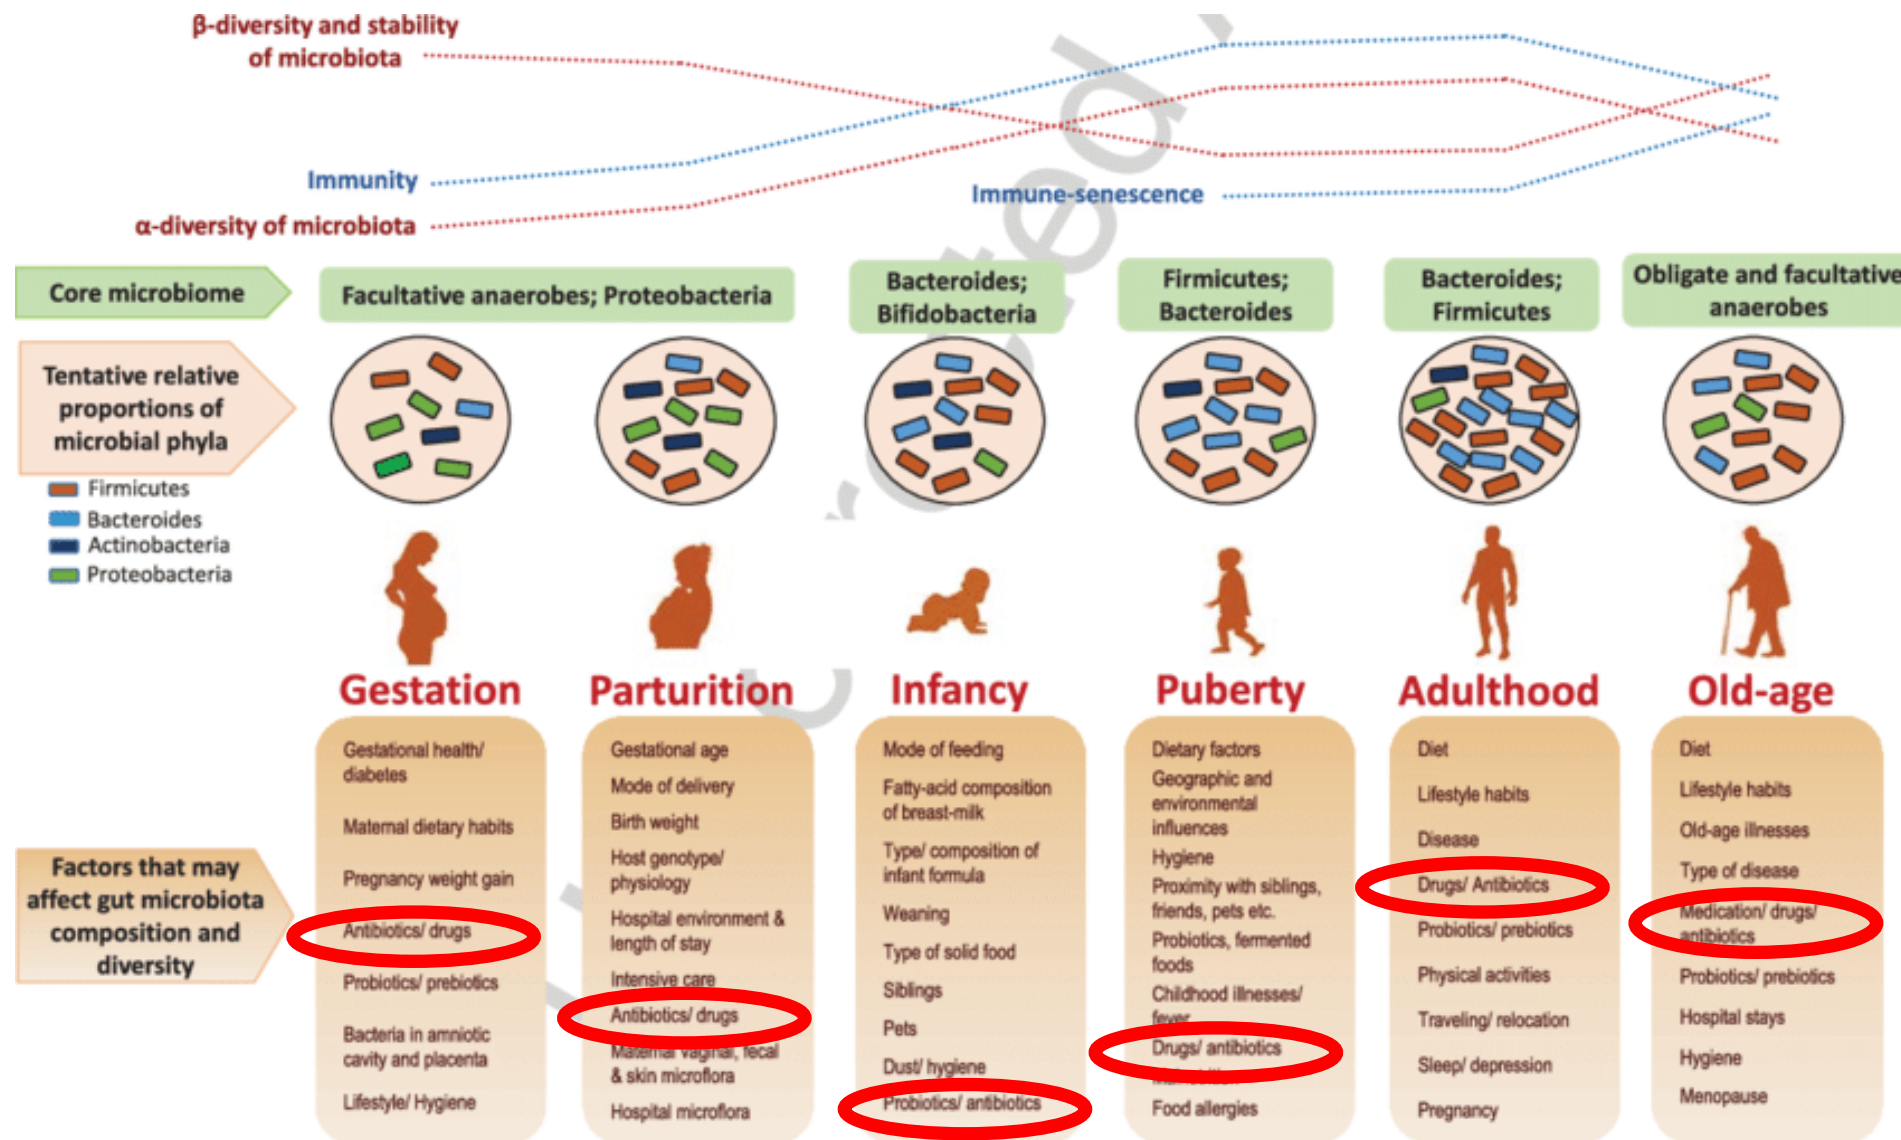 β-diversity and stability
of microbiota
Immunity
α-diversity of microbiota
Immune-senescence
Core microbiome
Facultative anaerobes; Proteobacteria
Bacteroides;
Bifidobacteria
Firmicutes;
Bacteroides
Bacteroides;
Firmicutes
Obligate and facultative
anaerobes
Tentative relative
proportions of
microbial phyla
Firmicutes
Bacteroides
Actinobacteria
Proteobacteria
Gestation
Parturition
Infancy
Puberty
Adulthood
Old-age
Factors that may
affect gut microbiota
composition and
diversity
Gestational health/
diabetes
Maternal dietary habits
Pregnancy weight gain
Antibiotics/ drugs
Probiotics/ prebiotics
Bacteria in amniotic
cavity and placenta
Lifestyle/ Hygiene
Gestational age
Mode of delivery
Birth weight
Host genotype/
physiology
Hospital environment &
length of stay
Intensive care
Antibiotics/ drugs
Maternal vaginal, fecal
& skin microflora
Hospital microflora
Mode of feeding
Fatty-acid composition
of breast-milk
Type/ composition of
infant formula
Weaning
Type of solid food
Siblings
Pets
Dust/ hygiene
Probiotics/ antibiotics
Dietary factors
Geographic and
environmental
influences
Hygiene
Proximity with siblings,
friends, pets etc.
Probiotics, fermented
foods
Childhood illnesses/
fever
Drugs/ antibiotics
Food allergies
Diet
Lifestyle habits
Disease
Drugs/ Antibiotics
Probiotics/ prebiotics
Physical activities
Traveling/ relocation
Sleep/ depression
Pregnancy
Diet
Lifestyle habits
Old-age illnesses
Type of disease
Medication/ drugs/
antibiotics
Probiotics/ prebiotics
Hospital stays
Hygiene
Menopause